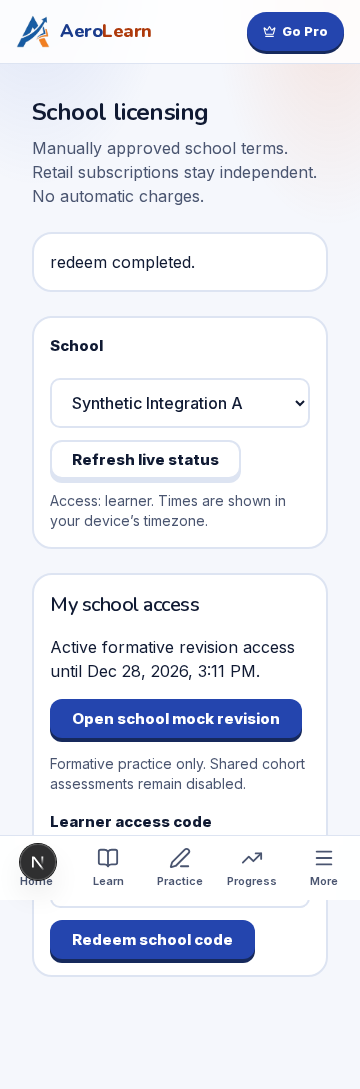 AeroLearn
Go Pro
School licensing
Manually approved school terms.
Retail subscriptions stay independent.
No automatic charges.
redeem completed.
School
Synthetic Integration A
Refresh live status
Access: learner. Times are shown in
your device’s timezone.
My school access
Active formative revision access
until Dec 28, 2026, 3:11 PM.
Open school mock revision
Formative practice only. Shared cohort
assessments remain disabled.
Learner access code
N
Home
Learn
Practice
Progress
More
Redeem school code